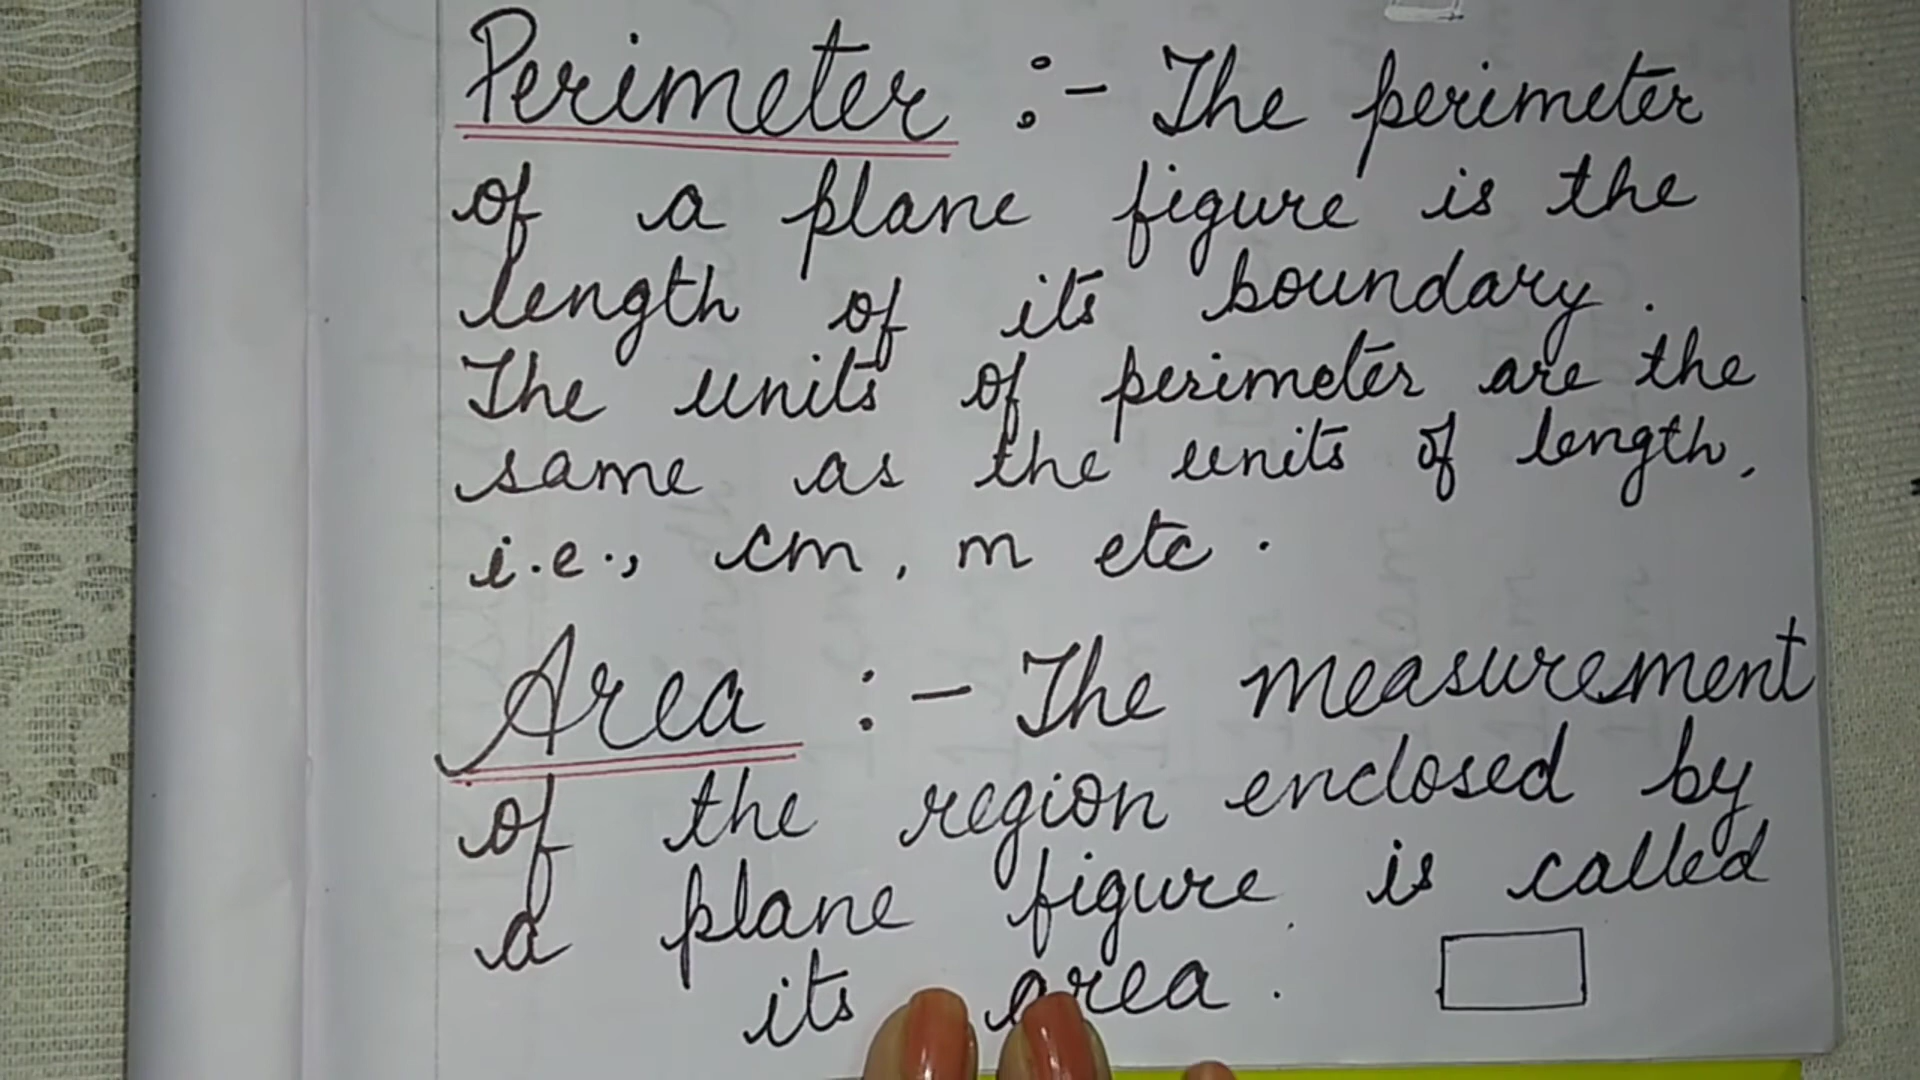 Perimeter :- The perimeter
of a plane figure is the
length of its boundary.
The units of perimeter are the
same as the units of length,
i.e., cm, m etc.
Area :- The measurement
of the region enclosed by
a plane figure is called
its area.